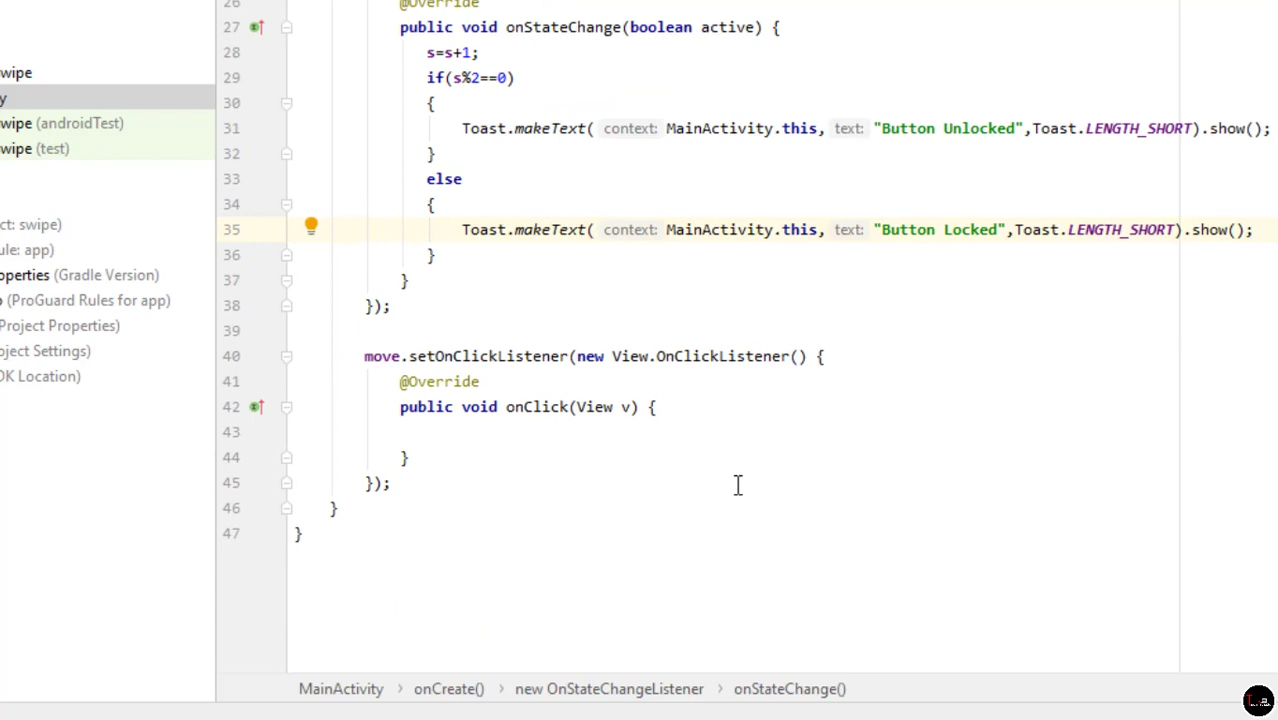 26 @Override
27 public void onStateChange(boolean active) {
28 s=s+1;
29 if(s%2==0)
30 {
31 Toast.makeText( context: MainActivity.this, text: "Button Unlocked",Toast.LENGTH_SHORT).show();
32 }
33 else
34 {
35 Toast.makeText( context: MainActivity.this, text: "Button Locked",Toast.LENGTH_SHORT).show();
36 }
37 }
38 });
39
40 move.setOnClickListener(new View.OnClickListener() {
41 @Override
42 public void onClick(View v) {
43
44 }
45 });
46 }
47 }
wipe
y
wipe (androidTest)
wipe (test)
ct: swipe)
ule: app)
operties (Gradle Version)
(ProGuard Rules for app)
Project Properties)
oject Settings)
DK Location)
MainActivity › onCreate() › new OnStateChangeListener › onStateChange()